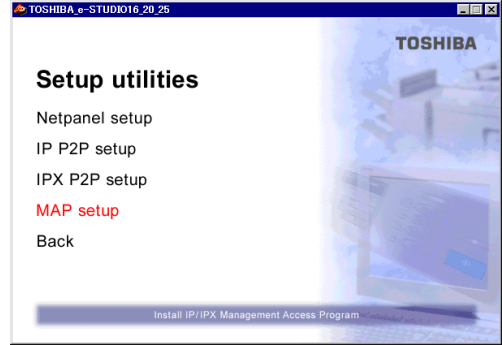 TOSHIBA_e-STUDIO16_20_25
TOSHIBA
Setup utilities
Netpanel setup
IP P2P setup
IPX P2P setup
MAP setup
Back
Install IP/IPX Management Access Program